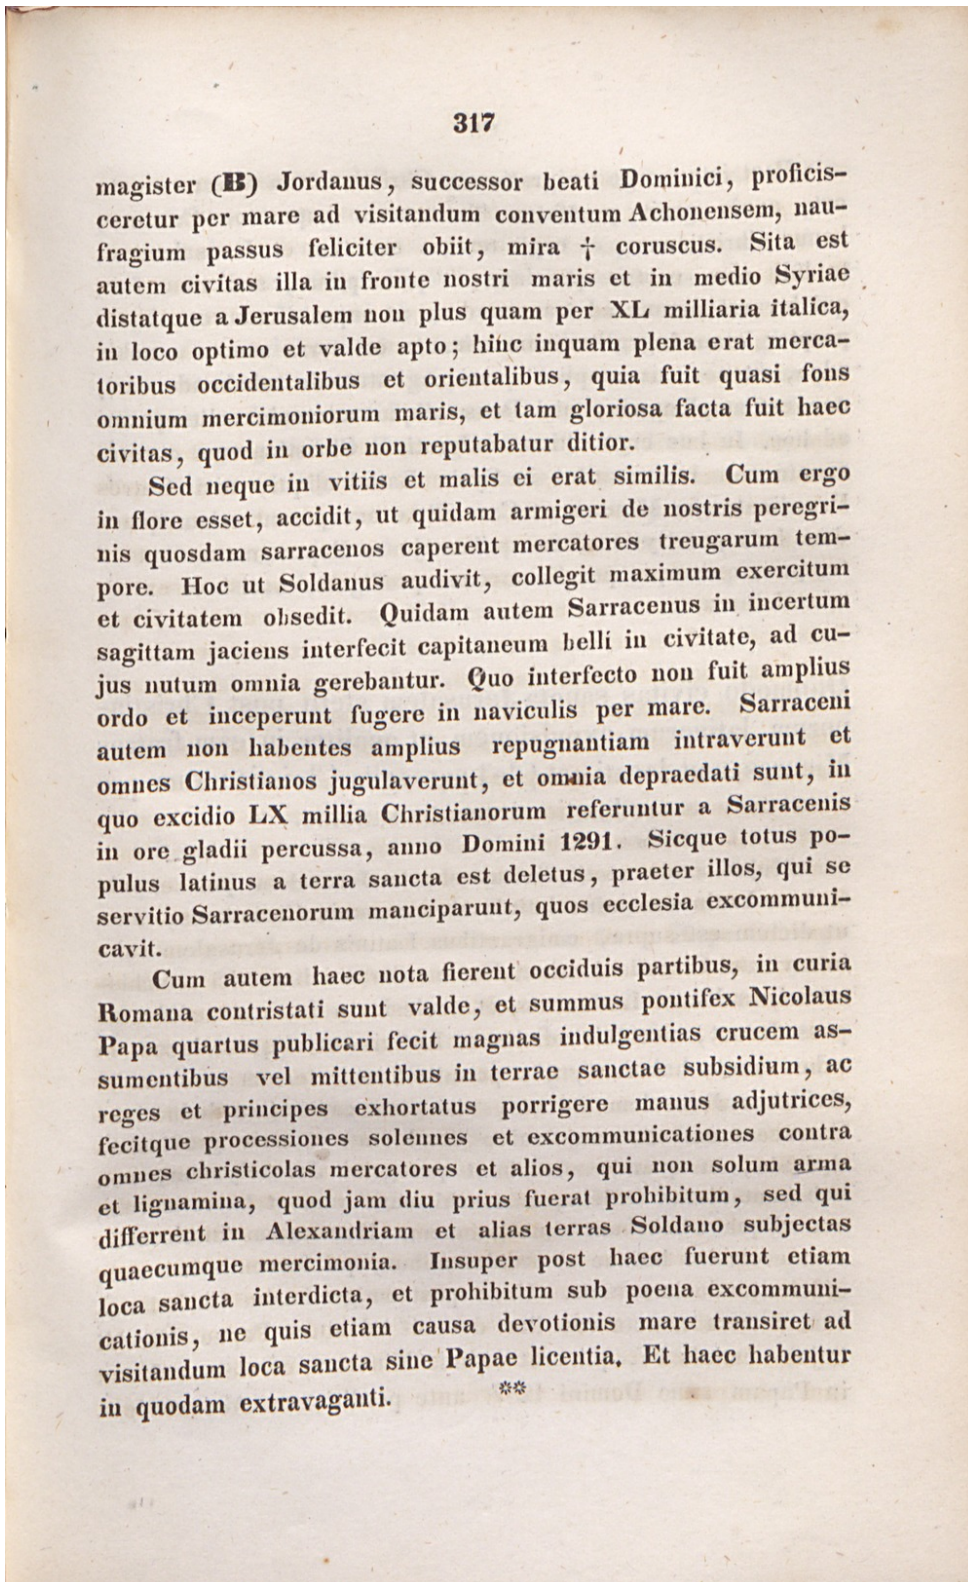 317
magister (B) Jordanus, successor beati Dominici, proficis-
ceretur per mare ad visitandum conventum Achonensem, nau-
fragium passus feliciter obiit, mira † coruscus. Sita est
autem civitas illa in fronte nostri maris et in medio Syriae
distatque a Jerusalem non plus quam per XL milliaria italica,
in loco optimo et valde apto; hinc inquam plena erat merca-
toribus occidentalibus et orientalibus, quia fuit quasi fons
omnium mercimoniorum maris, et tam gloriosa facta fuit haec
civitas, quod in orbe non reputabatur ditior.
Sed neque in vitiis et malis ei erat similis. Cum ergo
in flore esset, accidit, ut quidam armigeri de nostris peregri-
nis quosdam sarracenos caperent mercatores treugarum tem-
pore. Hoc ut Soldanus audivit, collegit maximum exercitum
et civitatem obsedit. Quidam autem Sarracenus in incertum
sagittam jaciens interfecit capitaneum belli in civitate, ad cu-
jus nutum omnia gerebantur. Quo interfecto non fuit amplius
ordo et inceperunt fugere in naviculis per mare. Sarraceni
autem non habentes amplius repugnantiam intraverunt et
omnes Christianos jugulaverunt, et omnia depraedati sunt, in
quo excidio LX millia Christianorum referuntur a Sarracenis
in ore gladii percussa, anno Domini 1291. Sicque totus po-
pulus latinus a terra sancta est deletus, praeter illos, qui se
servitio Sarracenorum manciparunt, quos ecclesia excommuni-
cavit.
Cum autem haec nota fierent occiduis partibus, in curia
Romana contristati sunt valde, et summus pontifex Nicolaus
Papa quartus publicari fecit magnas indulgentias crucem as-
sumentibus vel mittentibus in terrae sanctae subsidium, ac
reges et principes exhortatus porrigere manus adjutrices,
fecitque processiones solennes et excommunicationes contra
omnes christicolas mercatores et alios, qui non solum arma
et lignamina, quod jam diu prius fuerat prohibitum, sed qui
differrent in Alexandriam et alias terras Soldano subjectas
quaecumque mercimonia. Insuper post haec fuerunt etiam
loca sancta interdicta, et prohibitum sub poena excommuni-
cationis, ne quis etiam causa devotionis mare transiret ad
visitandum loca sancta sine Papae licentia. Et haec habentur
in quodam extravaganti. **